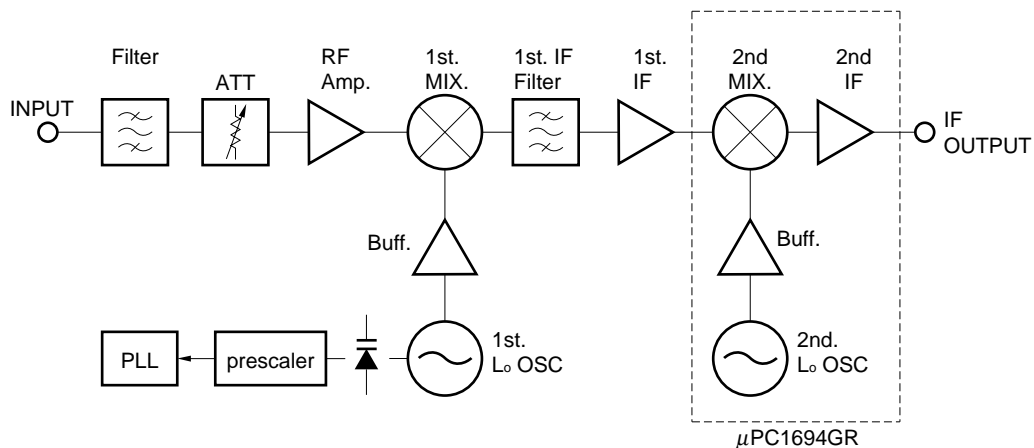 Filter
ATT
RF
Amp.
1st.
MIX.
1st. IF
Filter
1st.
IF
2nd
MIX.
2nd
IF
INPUT
IF
OUTPUT
Buff.
Buff.
PLL
prescaler
1st.
Lo OSC
2nd.
Lo OSC
μPC1694GR